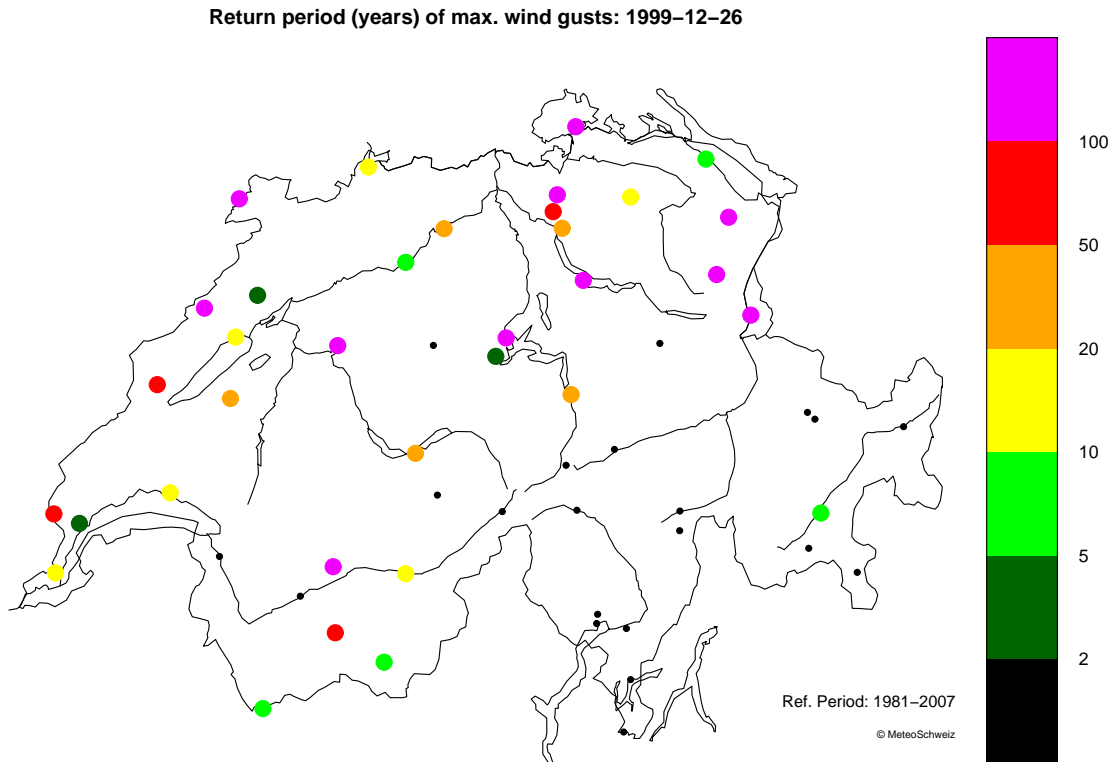 Return period (years) of max. wind gusts: 1999−12−26
100
50
20
10
5
2
Ref. Period: 1981−2007
© MeteoSchweiz